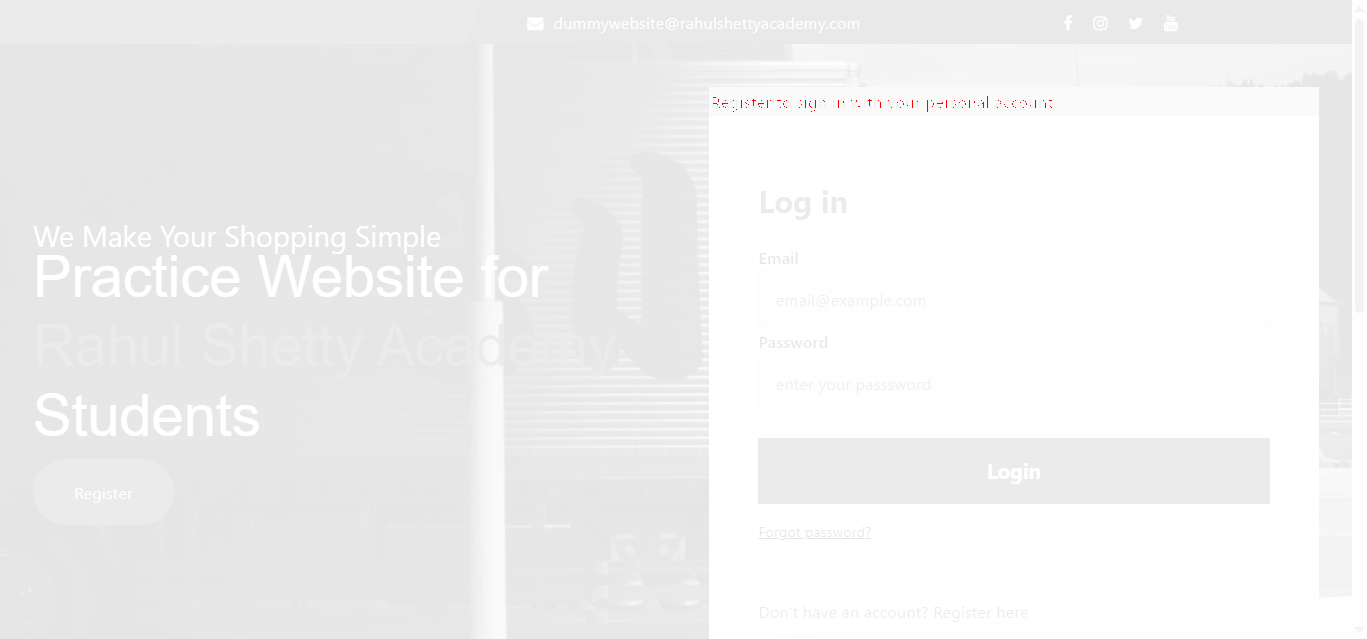 dummywebsite@rahulshettyacademy.com
Register to sign in with your personal account
We Make Your Shopping Simple
Practice Website for
Rahul Shetty Academy
Students
Register
Log in
Email
email@example.com
Password
enter your passsword
Login
Forgot password?
Don't have an account? Register here